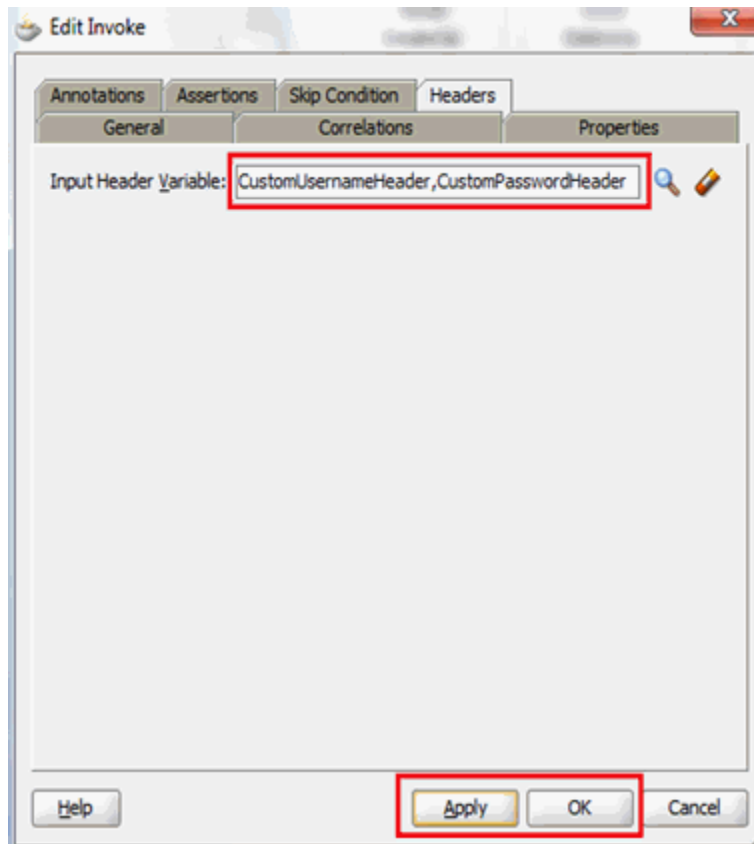 Edit Invoke
X
Annotations Assertions Skip Condition Headers
General Correlations Properties
Input Header Variable: CustomUsernameHeader,CustomPasswordHeader
Help Apply OK Cancel